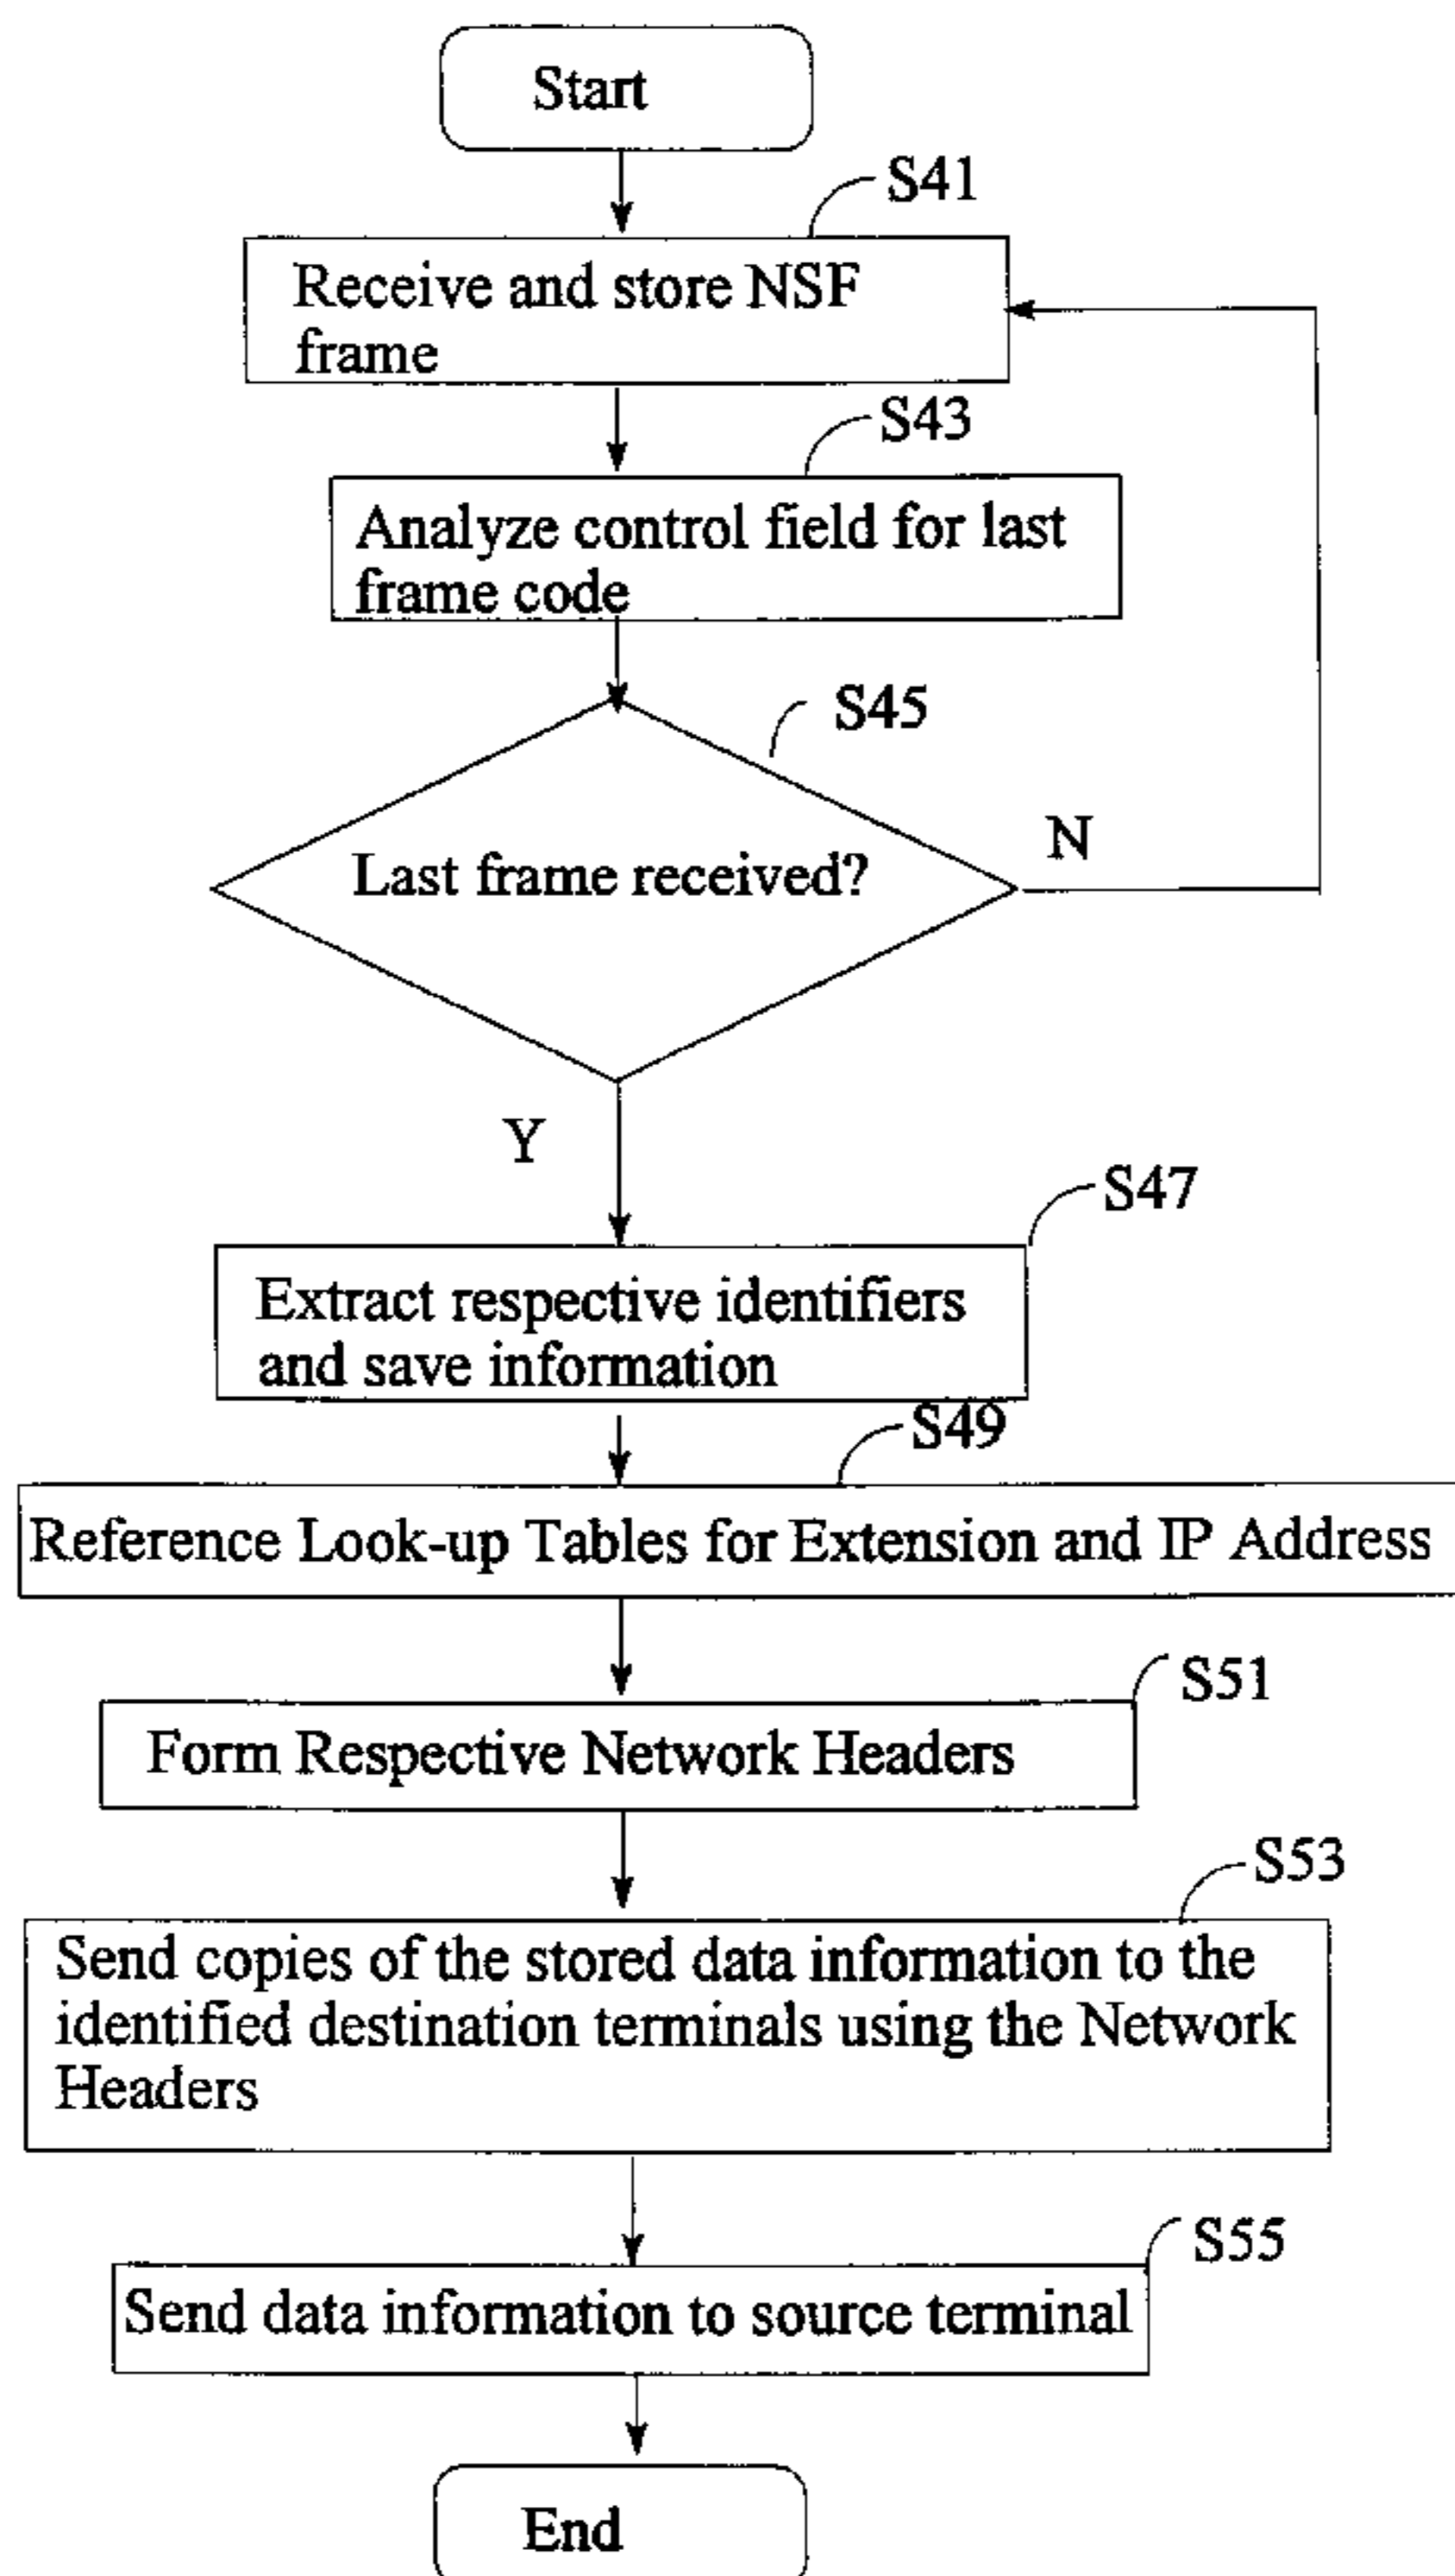 Start
S41
Receive and store NSF
frame
S43
Analyze control field for last
frame code
S45
Last frame received?
N
Y
S47
Extract respective identifiers
and save information
S49
Reference Look-up Tables for Extension and IP Address
S51
Form Respective Network Headers
S53
Send copies of the stored data information to the
identified destination terminals using the Network
Headers
S55
Send data information to source terminal
End